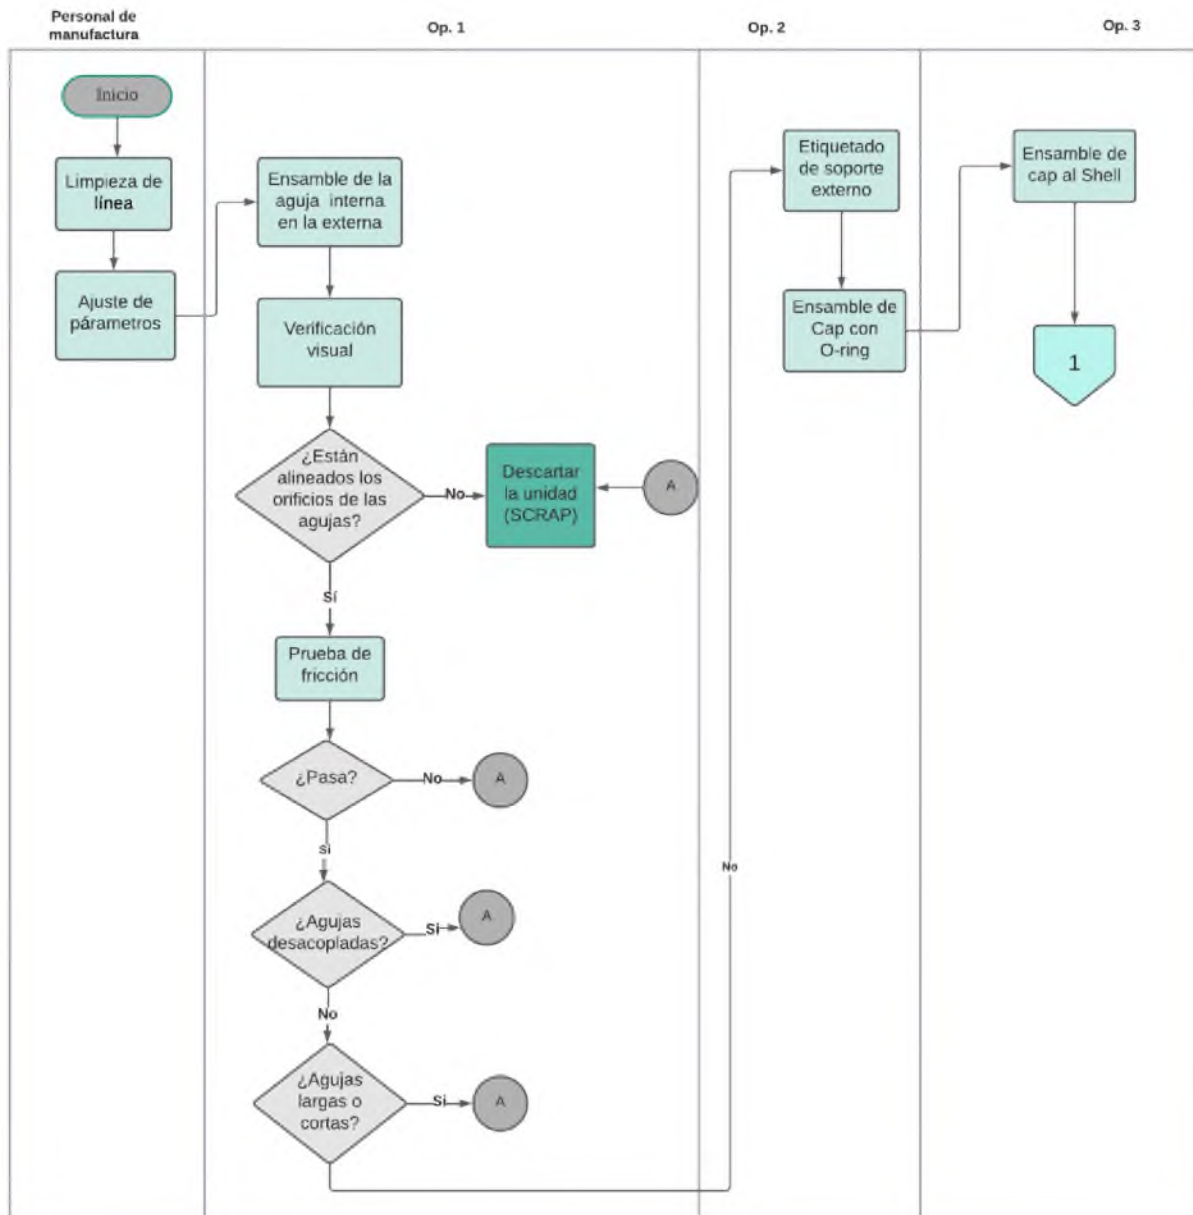 Personal de
manufactura
Op. 1
Op. 2
Op. 3
Inicio
Limpieza de
línea
Ajuste de
párametros
Ensamble de la
aguja interna
en la externa
Verificación
visual
¿Están
alineados los
orificios de las
agujas?
No
Descartar
la unidad
(SCRAP)
A
Sí
Prueba de
fricción
¿Pasa?
No
A
Si
¿Agujas
desacopladas?
Si
A
No
¿Agujas
largas o
cortas?
Si
A
No
Etiquetado
de soporte
externo
Ensamble de
Cap con
O-ring
Ensamble de
cap al Shell
1